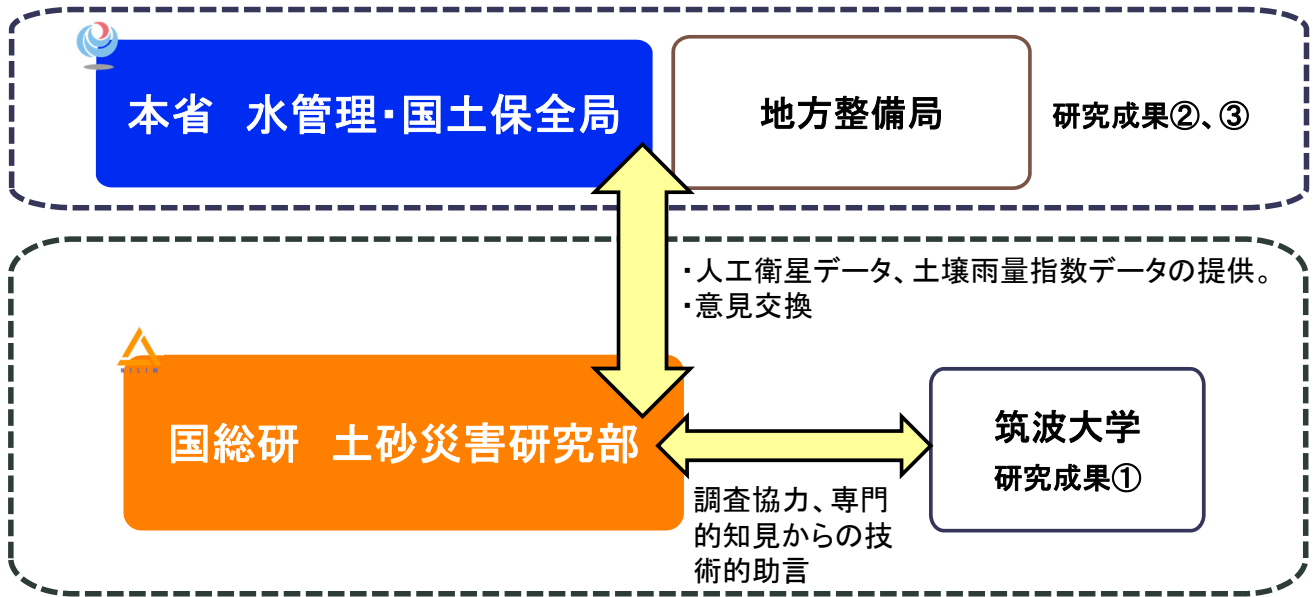 本省　水管理・国土保全局
地方整備局
研究成果②、③
・人工衛星データ、土壌雨量指数データの提供。
・意見交換
NILIM
国総研　土砂災害研究部
筑波大学
研究成果①
調査協力、専門
的知見からの技
術的助言